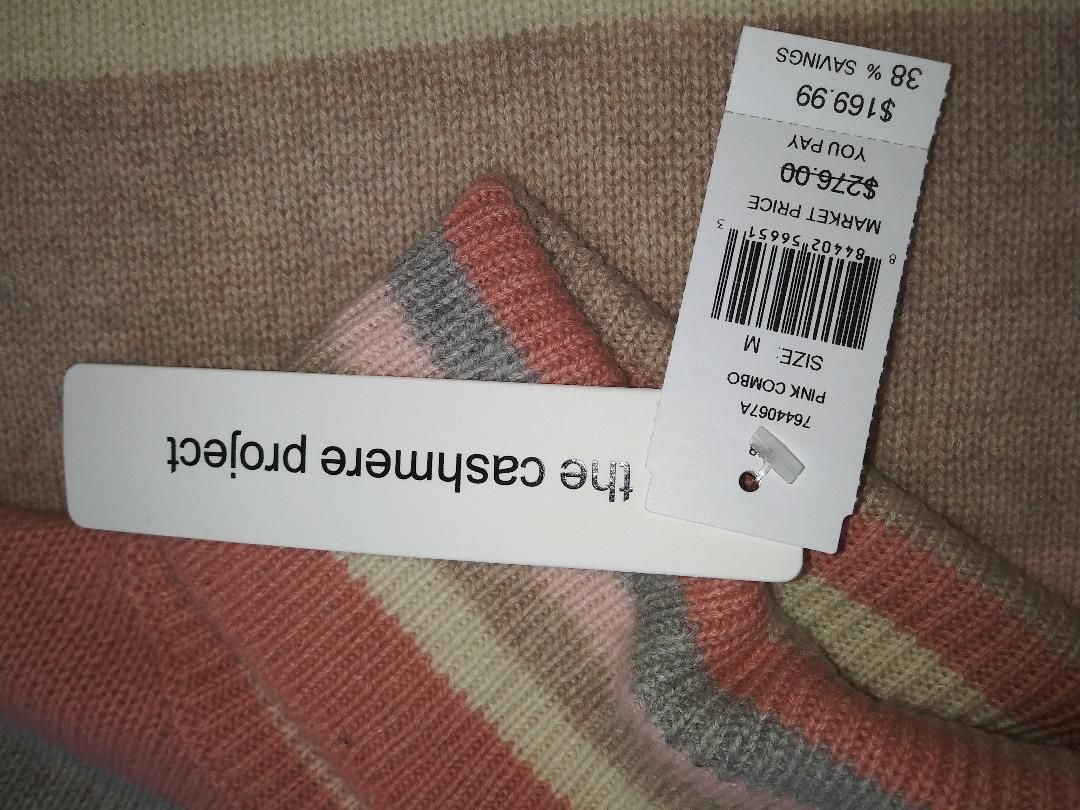 the cashmere project
7644067A
PINK COMBO
SIZE: M
8 84402 56651 3
MARKET PRICE
$276.00
YOU PAY
$169.99
38 % SAVINGS